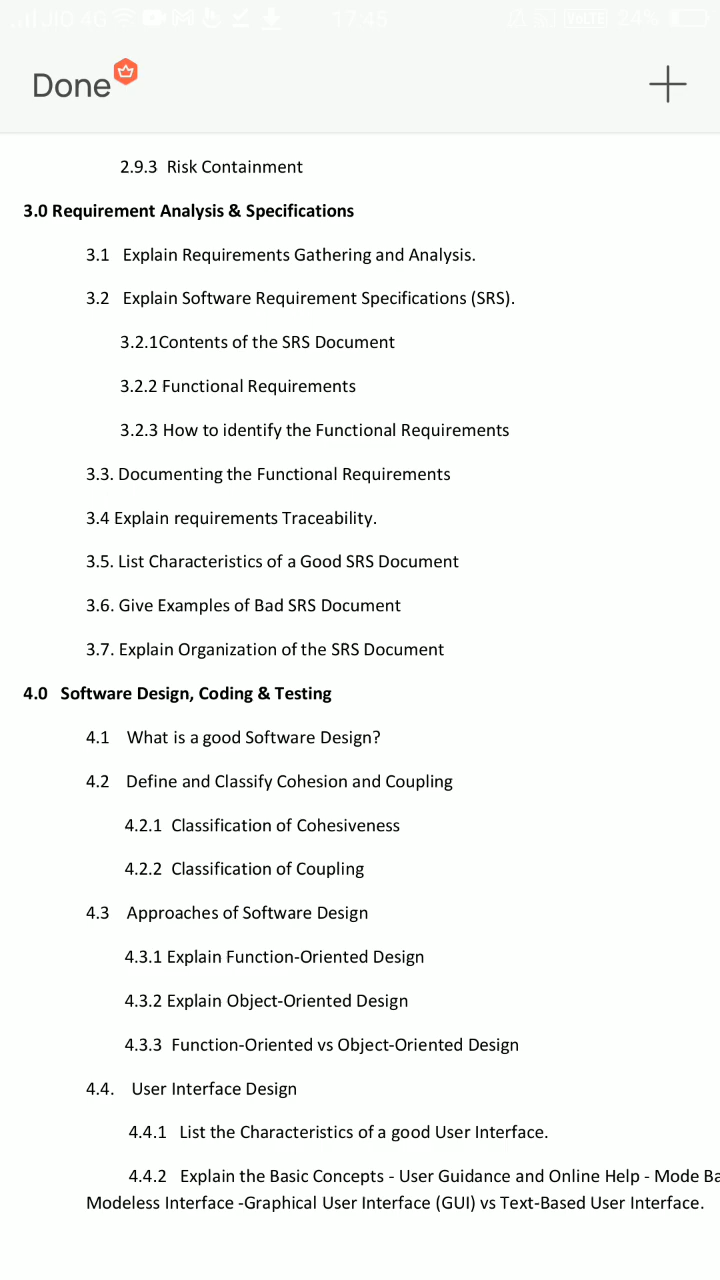 JIO 4G 17:45 VoLTE 24%
Done
2.9.3 Risk Containment
3.0 Requirement Analysis & Specifications
3.1 Explain Requirements Gathering and Analysis.
3.2 Explain Software Requirement Specifications (SRS).
3.2.1Contents of the SRS Document
3.2.2 Functional Requirements
3.2.3 How to identify the Functional Requirements
3.3. Documenting the Functional Requirements
3.4 Explain requirements Traceability.
3.5. List Characteristics of a Good SRS Document
3.6. Give Examples of Bad SRS Document
3.7. Explain Organization of the SRS Document
4.0 Software Design, Coding & Testing
4.1 What is a good Software Design?
4.2 Define and Classify Cohesion and Coupling
4.2.1 Classification of Cohesiveness
4.2.2 Classification of Coupling
4.3 Approaches of Software Design
4.3.1 Explain Function-Oriented Design
4.3.2 Explain Object-Oriented Design
4.3.3 Function-Oriented vs Object-Oriented Design
4.4. User Interface Design
4.4.1 List the Characteristics of a good User Interface.
4.4.2 Explain the Basic Concepts - User Guidance and Online Help - Mode Ba
Modeless Interface -Graphical User Interface (GUI) vs Text-Based User Interface.